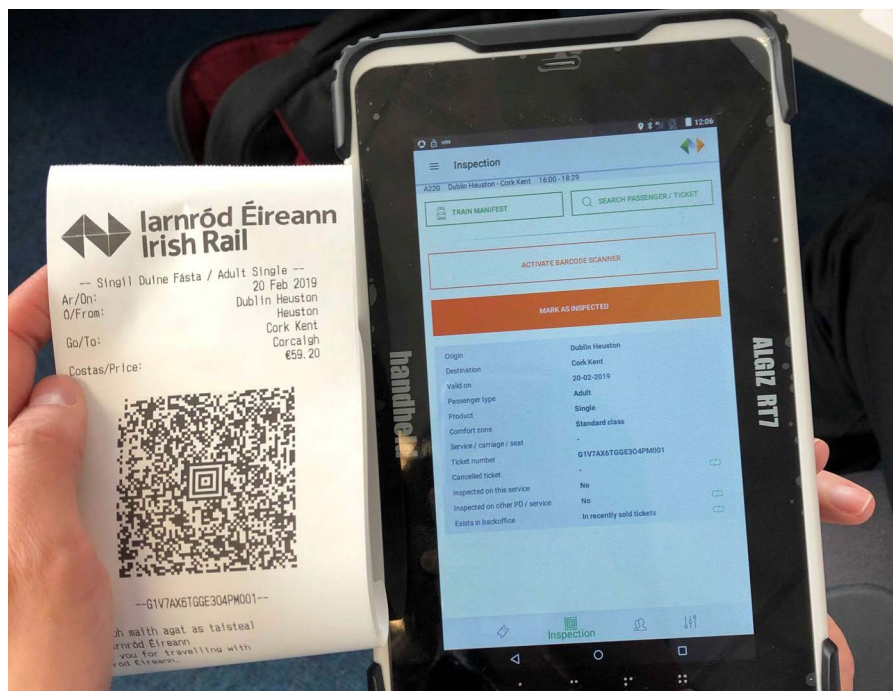 Iarnród Éireann
Irish Rail
-- Singil Duine Fásta / Adult Single --
Ar/On: 20 Feb 2019
Ó/From: Dublin Heuston
Heuston
Go/To: Cork Kent
Corcaigh
Costas/Price: €59.20
--G1V7AX6TGGE3O4PM001--
maith agat as taisteal
Éireann
you for travelling with
Éireann.
12:06
Inspection
A220 Dublin Heuston - Cork Kent 16:00 - 18:29
TRAIN MANIFEST
SEARCH PASSENGER / TICKET
ACTIVATE BARCODE SCANNER
MARK AS INSPECTED
Origin Dublin Heuston
Destination Cork Kent
Valid on 20-02-2019
Passenger type Adult
Product Single
Comfort zone Standard class
Service / carriage / seat -
Ticket number G1V7AX6TGGE3O4PM001
Cancelled ticket -
Inspected on this service No
Inspected on other PD / service No
Exists in backoffice In recently sold tickets
Inspection
handheld
ALGIZ RT7